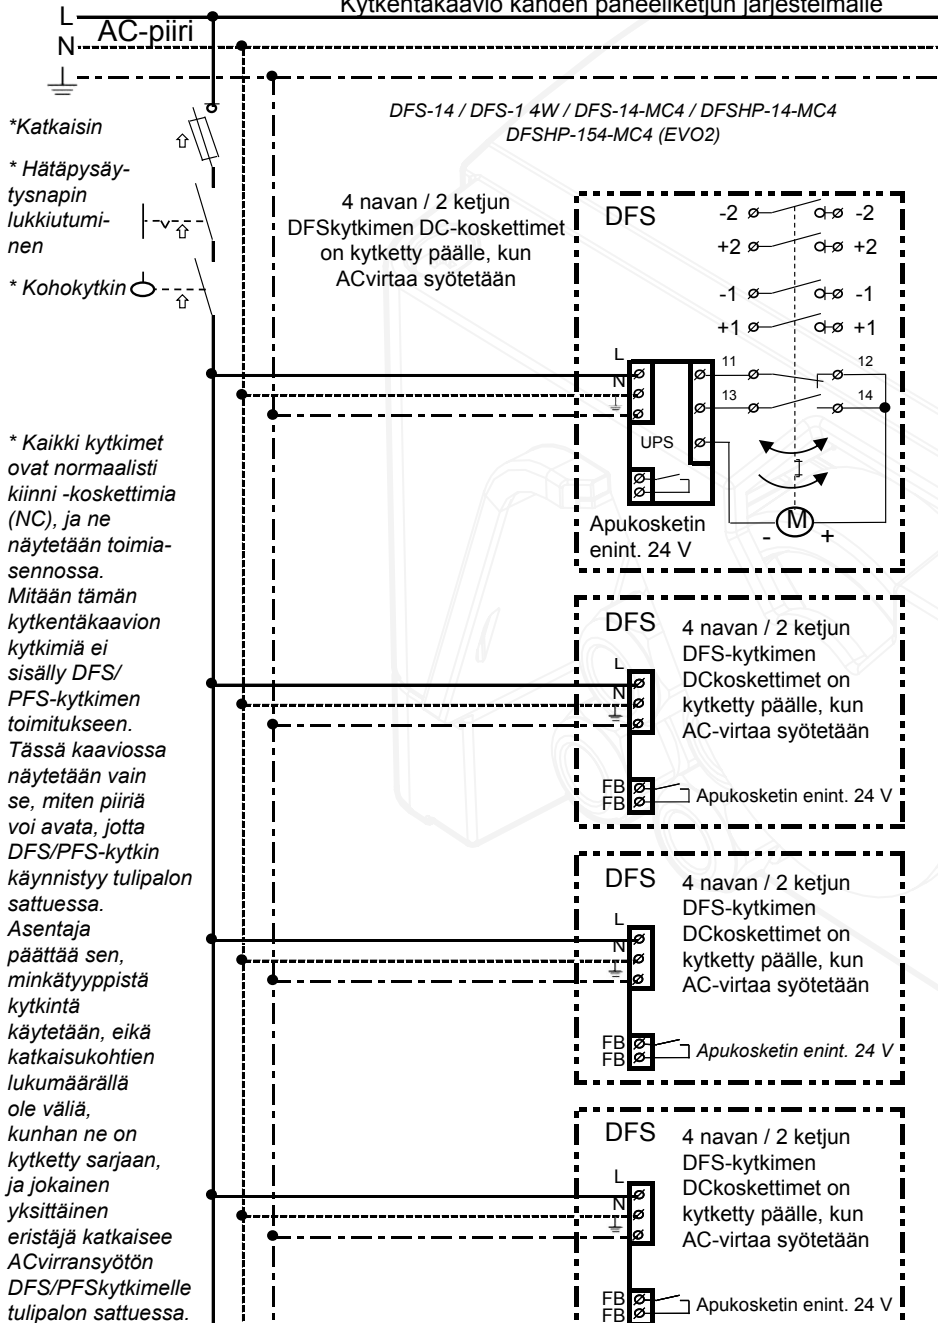 Kytkentäkaavio kahden paneeliketjun järjestelmälle
L
AC-piiri
N
DFS-14 / DFS-1 4W / DFS-14-MC4 / DFSHP-14-MC4
DFSHP-154-MC4 (EVO2)
*Katkaisin
* Hätäpysäy-
tysnapin
lukkiutumi-
nen
* Kohokytkin
4 navan / 2 ketjun
DFSkytkimen DC-koskettimet
on kytketty päälle, kun
ACvirtaa syötetään
DFS
-2 -2
+2 +2
-1 -1
+1 +1
L
N
11 12
13 14
UPS
M
- +
Apukosketin
enint. 24 V
* Kaikki kytkimet
ovat normaalisti
kiinni -koskettimia
(NC), ja ne
näytetään toimia-
sennossa.
Mitään tämän
kytkentäkaavion
kytkimiä ei
sisälly DFS/
PFS-kytkimen
toimitukseen.
Tässä kaaviossa
näytetään vain
se, miten piiriä
voi avata, jotta
DFS/PFS-kytkin
käynnistyy tulipalon
sattuessa.
Asentaja
päättää sen,
minkätyyppistä
kytkintä
käytetään, eikä
katkaisukohtien
lukumäärällä
ole väliä,
kunhan ne on
kytketty sarjaan,
ja jokainen
yksittäinen
eristäjä katkaisee
ACvirransyötön
DFS/PFSkytkimelle
tulipalon sattuessa.
DFS
4 navan / 2 ketjun
DFS-kytkimen
DCkoskettimet on
kytketty päälle, kun
AC-virtaa syötetään
L
N
FB
FB
Apukosketin enint. 24 V
DFS
4 navan / 2 ketjun
DFS-kytkimen
DCkoskettimet on
kytketty päälle, kun
AC-virtaa syötetään
L
N
FB
FB
Apukosketin enint. 24 V
DFS
4 navan / 2 ketjun
DFS-kytkimen
DCkoskettimet on
kytketty päälle, kun
AC-virtaa syötetään
L
N
FB
FB
Apukosketin enint. 24 V